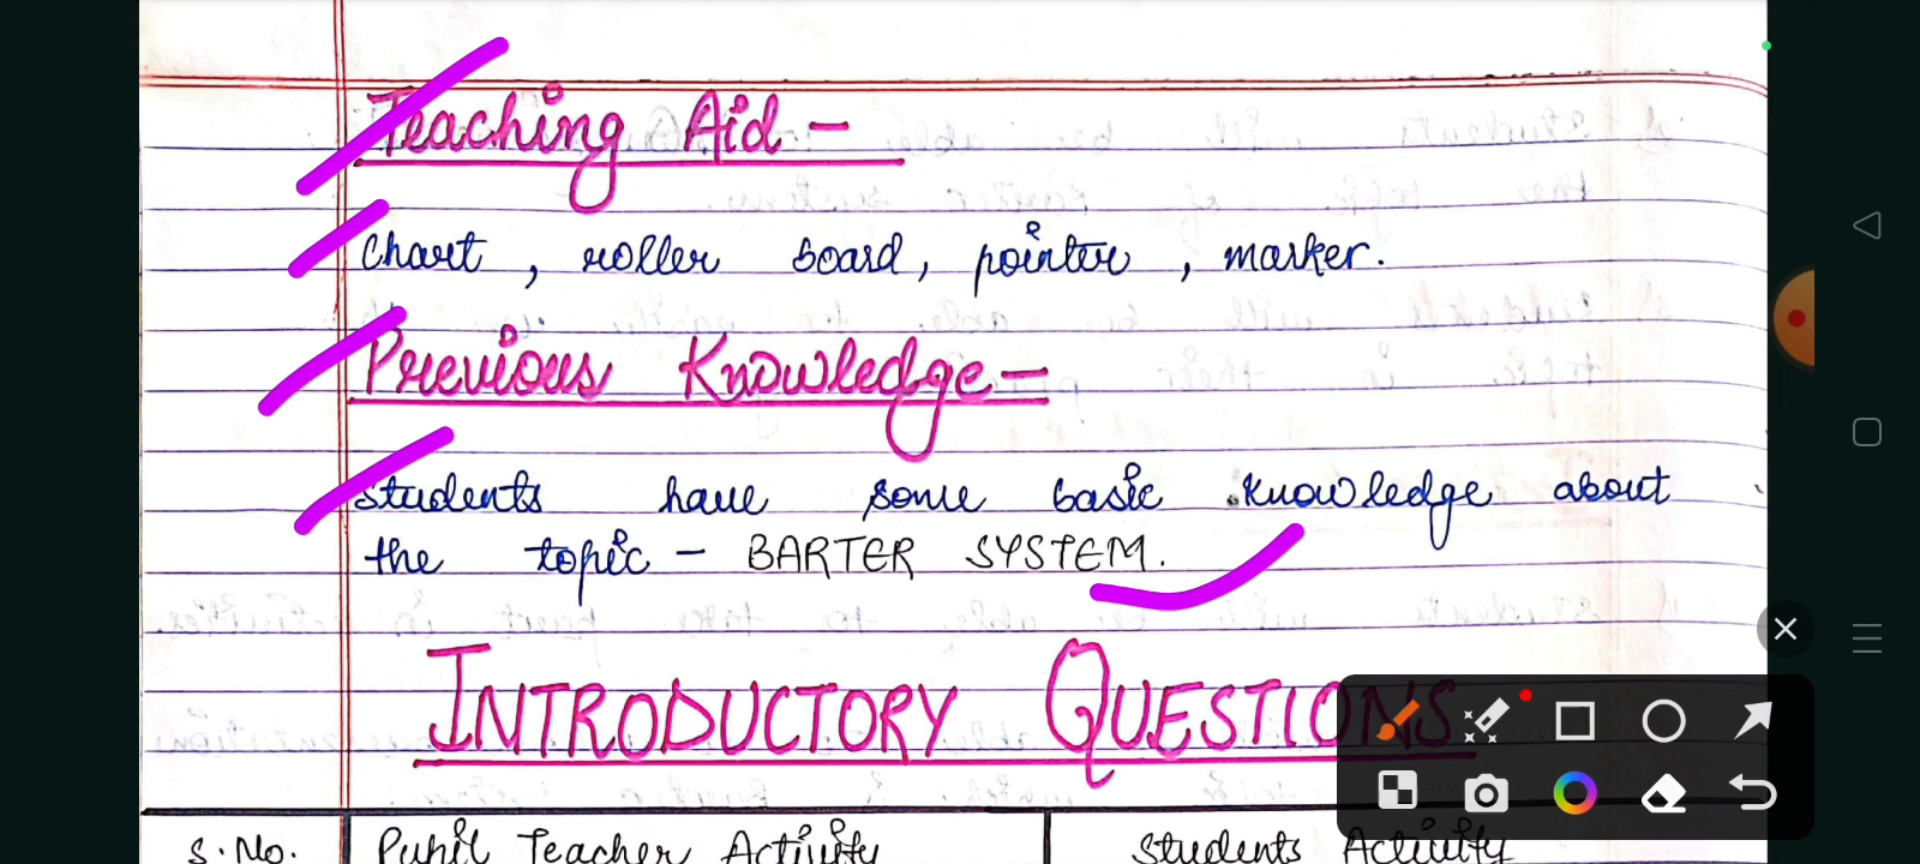 Teaching Aid -
Chart , roller board, pointer , marker.
Previous Knowledge -
Students have some basic knowledge about
the topic - BARTER SYSTEM.
INTRODUCTORY QUESTIONS
S.No. Pupil Teacher Activity Students Activity